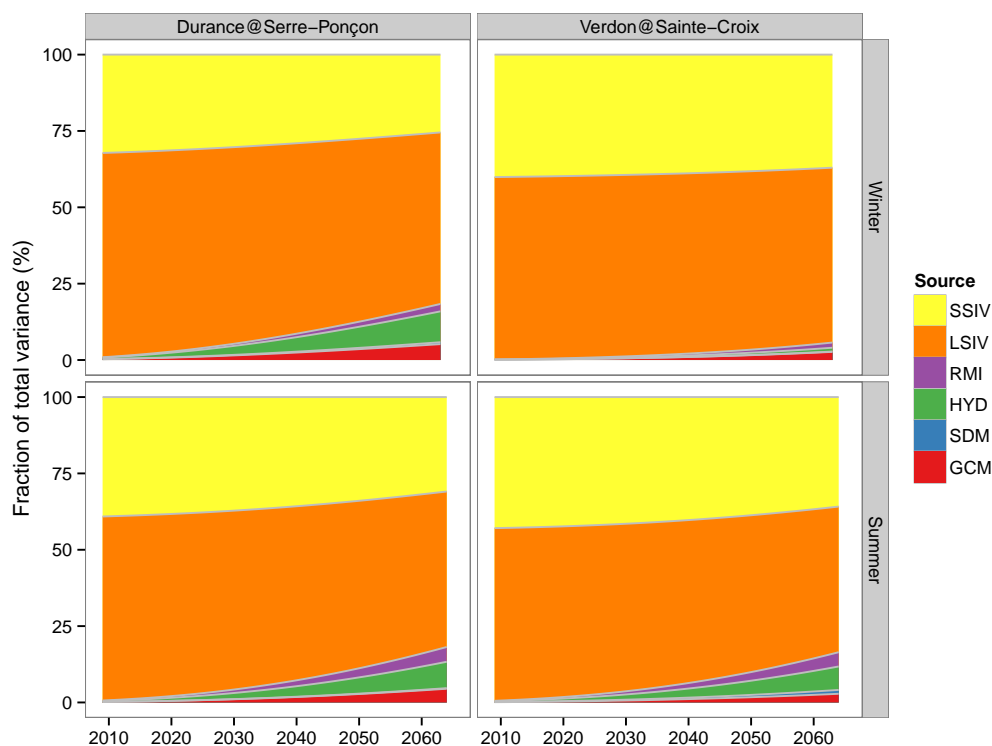 Durance@Serre−Ponçon
Verdon@Sainte−Croix
Fraction of total variance (%)
100
75
50
25
0
Winter
100
75
50
25
0
Summer
2010 2020 2030 2040 2050 2060
2010 2020 2030 2040 2050 2060
Source
SSIV
LSIV
RMI
HYD
SDM
GCM